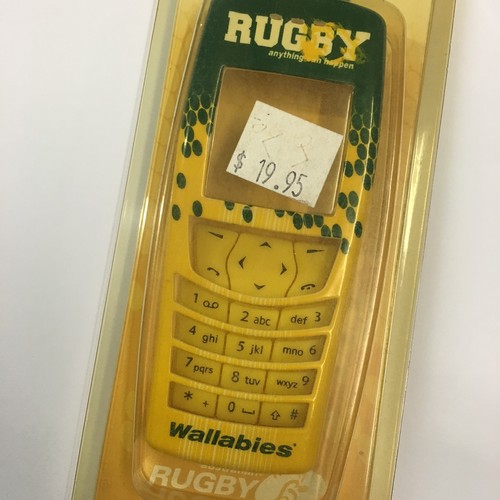 RUGBY
anything can happen
$ 19.95
1
2 abc
def 3
4 ghi
5 jkl
mno 6
7 pqrs
8 tuv
wxyz 9
* +
0
#
Wallabies
RUGBY